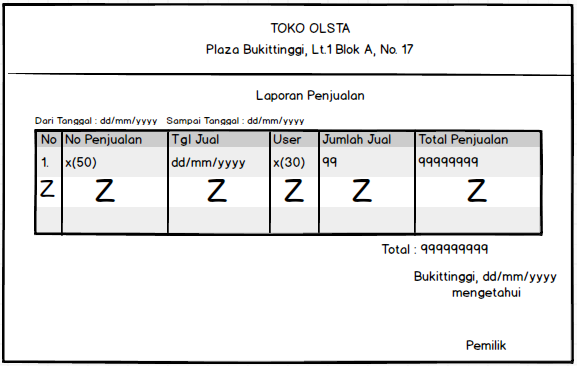 TOKO OLSTA
Plaza Bukittinggi, Lt.1 Blok A, No. 17
Laporan Penjualan
Dari Tanggal : dd/mm/yyyy Sampai Tanggal : dd/mm/yyyy
No No Penjualan Tgl Jual User Jumlah Jual Total Penjualan
1. x(50) dd/mm/yyyy x(30) 99 99999999
Z Z Z Z Z Z
Total : 999999999
Bukittinggi, dd/mm/yyyy
mengetahui
Pemilik